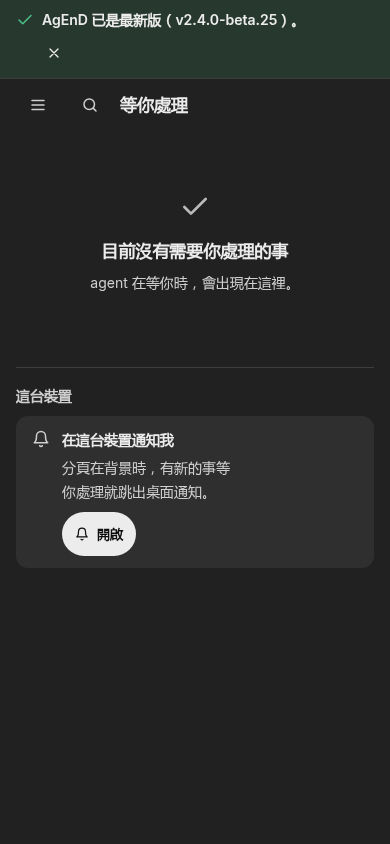 AgEnD 已是最新版（v2.4.0-beta.25）。
等你處理
目前沒有需要你處理的事
agent 在等你時，會出現在這裡。
這台裝置
在這台裝置通知我
分頁在背景時，有新的事等
你處理就跳出桌面通知。
開啟